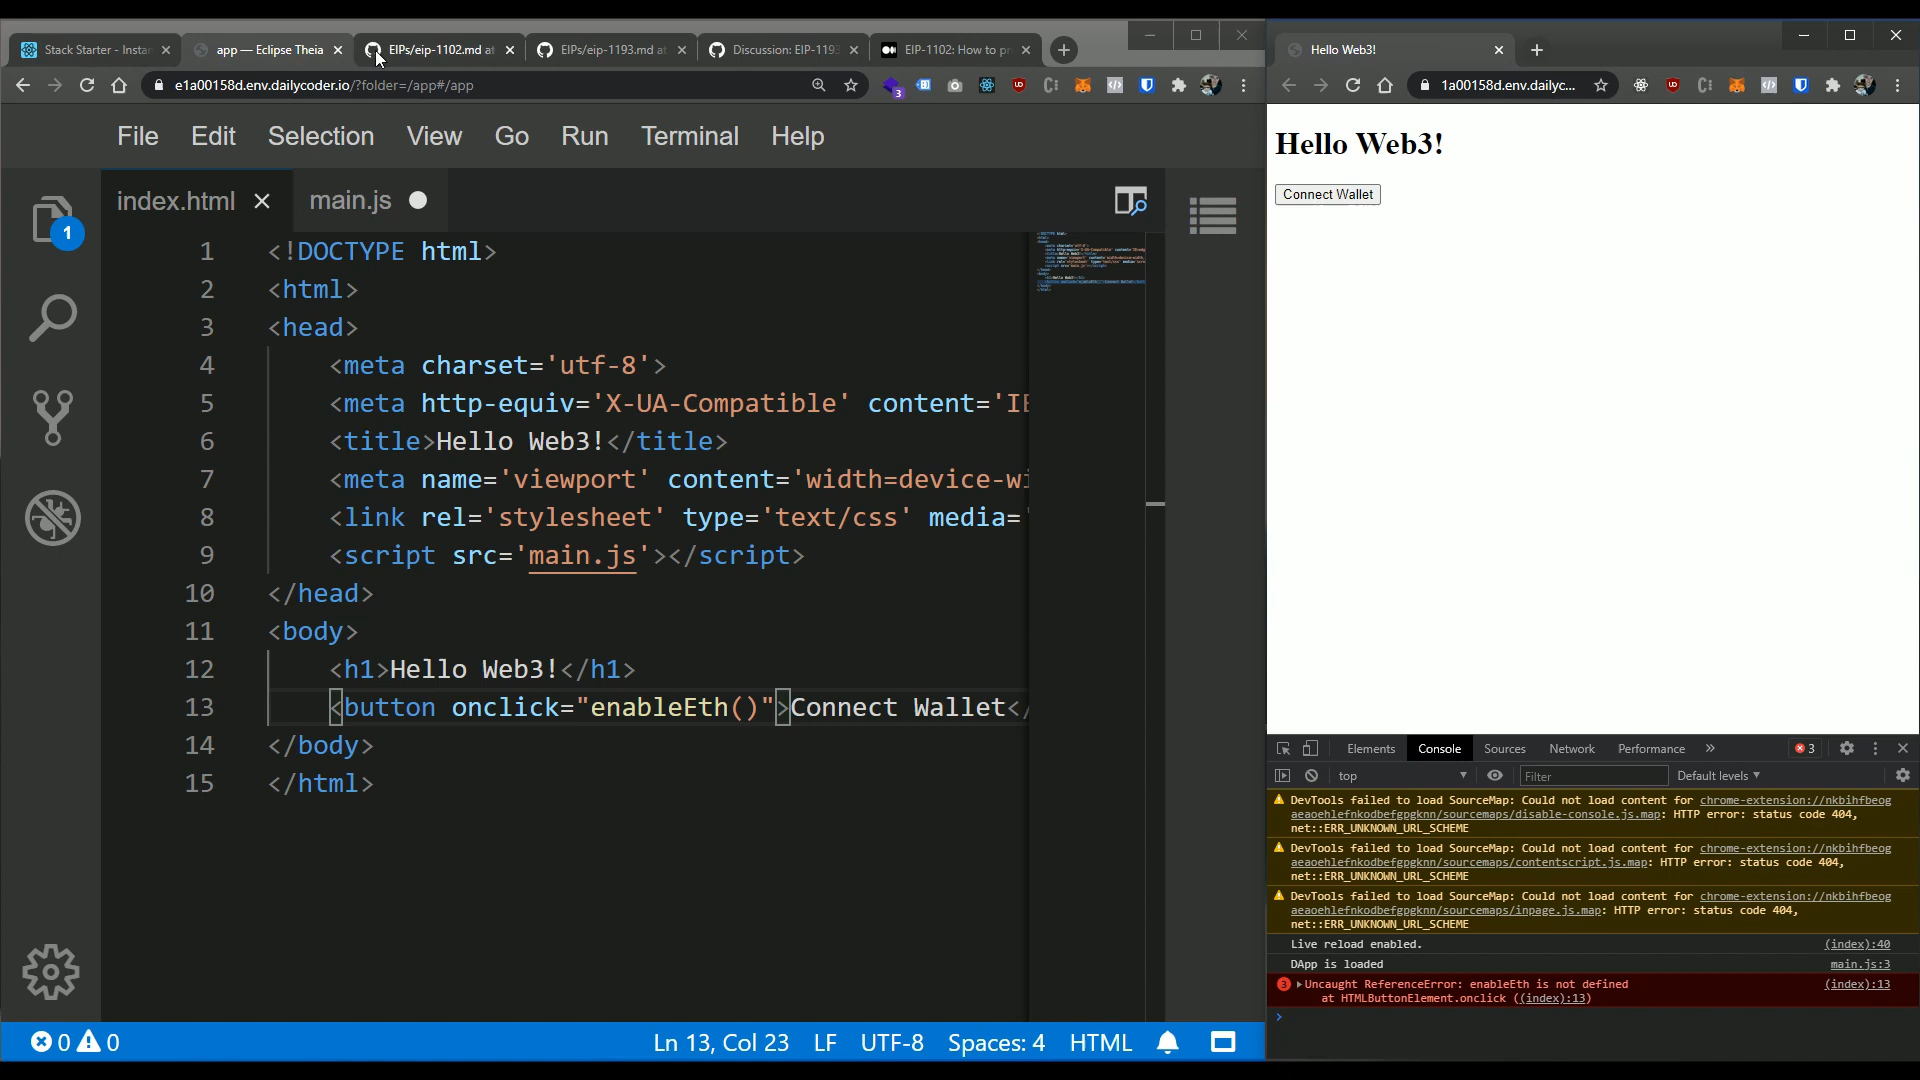 Stack Starter - Instan
app — Eclipse Theia
EIPs/eip-1102.md at
EIPs/eip-1193.md at
Discussion: EIP-1193
EIP-1102: How to pr
e1a00158d.env.dailycoder.io/?folder=/app#/app
3
File Edit Selection View Go Run Terminal Help
index.html
main.js
1
1 <!DOCTYPE html>
2 <html>
3 <head>
4 <meta charset='utf-8'>
5 <meta http-equiv='X-UA-Compatible' content='IE
6 <title>Hello Web3!</title>
7 <meta name='viewport' content='width=device-wi
8 <link rel='stylesheet' type='text/css' media='
9 <script src='main.js'></script>
10 </head>
11 <body>
12 <h1>Hello Web3!</h1>
13 <button onclick="enableEth()">Connect Wallet</
14 </body>
15 </html>
0 0
Ln 13, Col 23 LF UTF-8 Spaces: 4 HTML
Hello Web3!
1a00158d.env.dailyc...
Hello Web3!
Connect Wallet
Elements Console Sources Network Performance » 3
top Filter Default levels
DevTools failed to load SourceMap: Could not load content for chrome-extension://nkbihfbeog
aeaoehlefnkodbefgpgknn/sourcemaps/disable-console.js.map: HTTP error: status code 404,
net::ERR_UNKNOWN_URL_SCHEME
DevTools failed to load SourceMap: Could not load content for chrome-extension://nkbihfbeog
aeaoehlefnkodbefgpgknn/sourcemaps/contentscript.js.map: HTTP error: status code 404,
net::ERR_UNKNOWN_URL_SCHEME
DevTools failed to load SourceMap: Could not load content for chrome-extension://nkbihfbeog
aeaoehlefnkodbefgpgknn/sourcemaps/inpage.js.map: HTTP error: status code 404,
net::ERR_UNKNOWN_URL_SCHEME
Live reload enabled. (index):40
DApp is loaded main.js:3
3 Uncaught ReferenceError: enableEth is not defined (index):13
at HTMLButtonElement.onclick ((index):13)